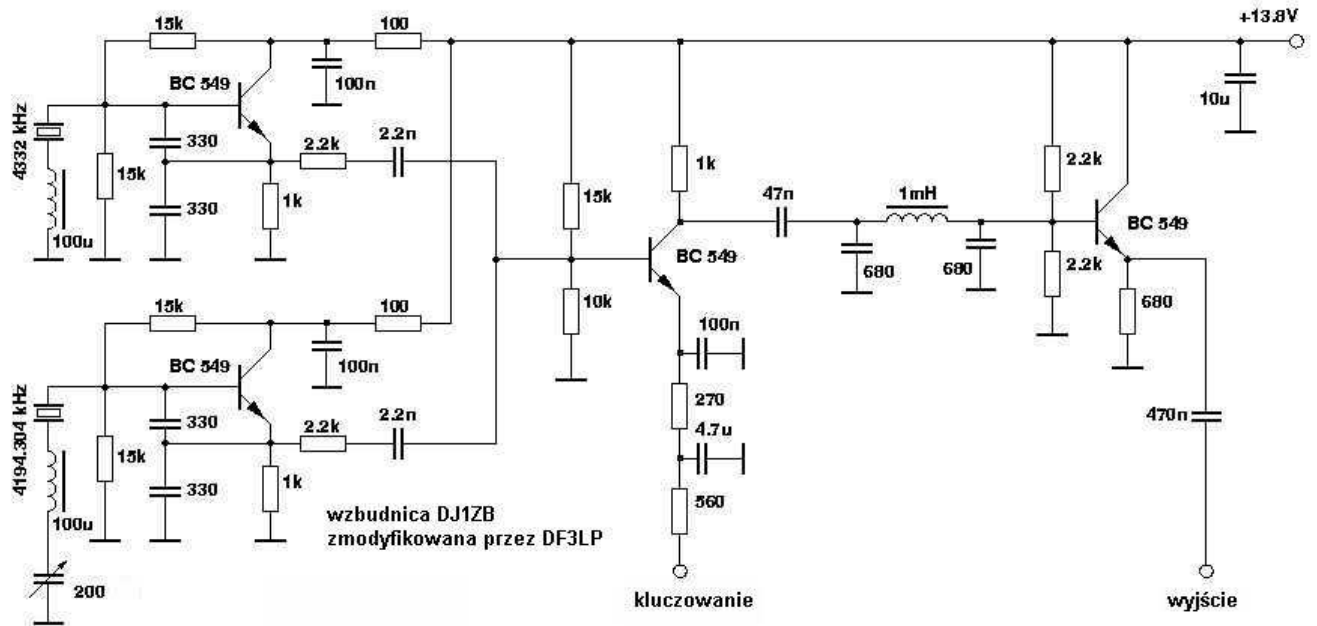 +13.8V
15k
100
BC 549
100n
10u
4332 kHz
330
2.2k
2.2n
2.2k
15k
1k
1k
15k
47n
1mH
BC 549
330
100u
BC 549
680
680
2.2k
15k
100
10k
680
BC 549
100n
100n
4194.304 kHz
330
2.2k
2.2n
270
470n
15k
4.7u
330
1k
560
100u
wzbudnica DJ1ZB
zmodyfikowana przez DF3LP
200
kluczowanie
wyjście